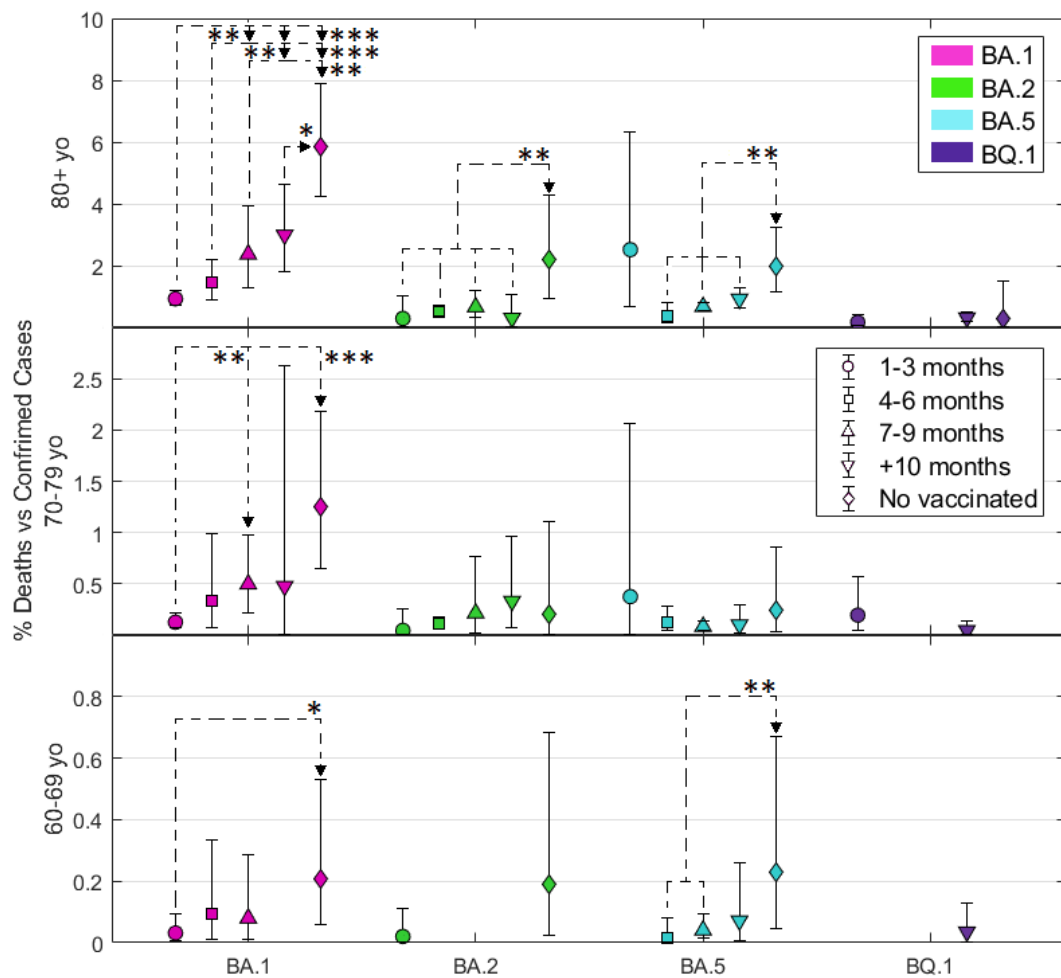 % Deaths vs Confrimed Cases
80+ yo
10
8
6
4
2
** ***
** ***
**
*
**
**
BA.1
BA.2
BA.5
BQ.1
70-79 yo
2.5
2
1.5
1
0.5
** ***
1-3 months
4-6 months
7-9 months
+10 months
No vaccinated
60-69 yo
0.8
0.6
0.4
0.2
0
*
**
BA.1 BA.2 BA.5 BQ.1